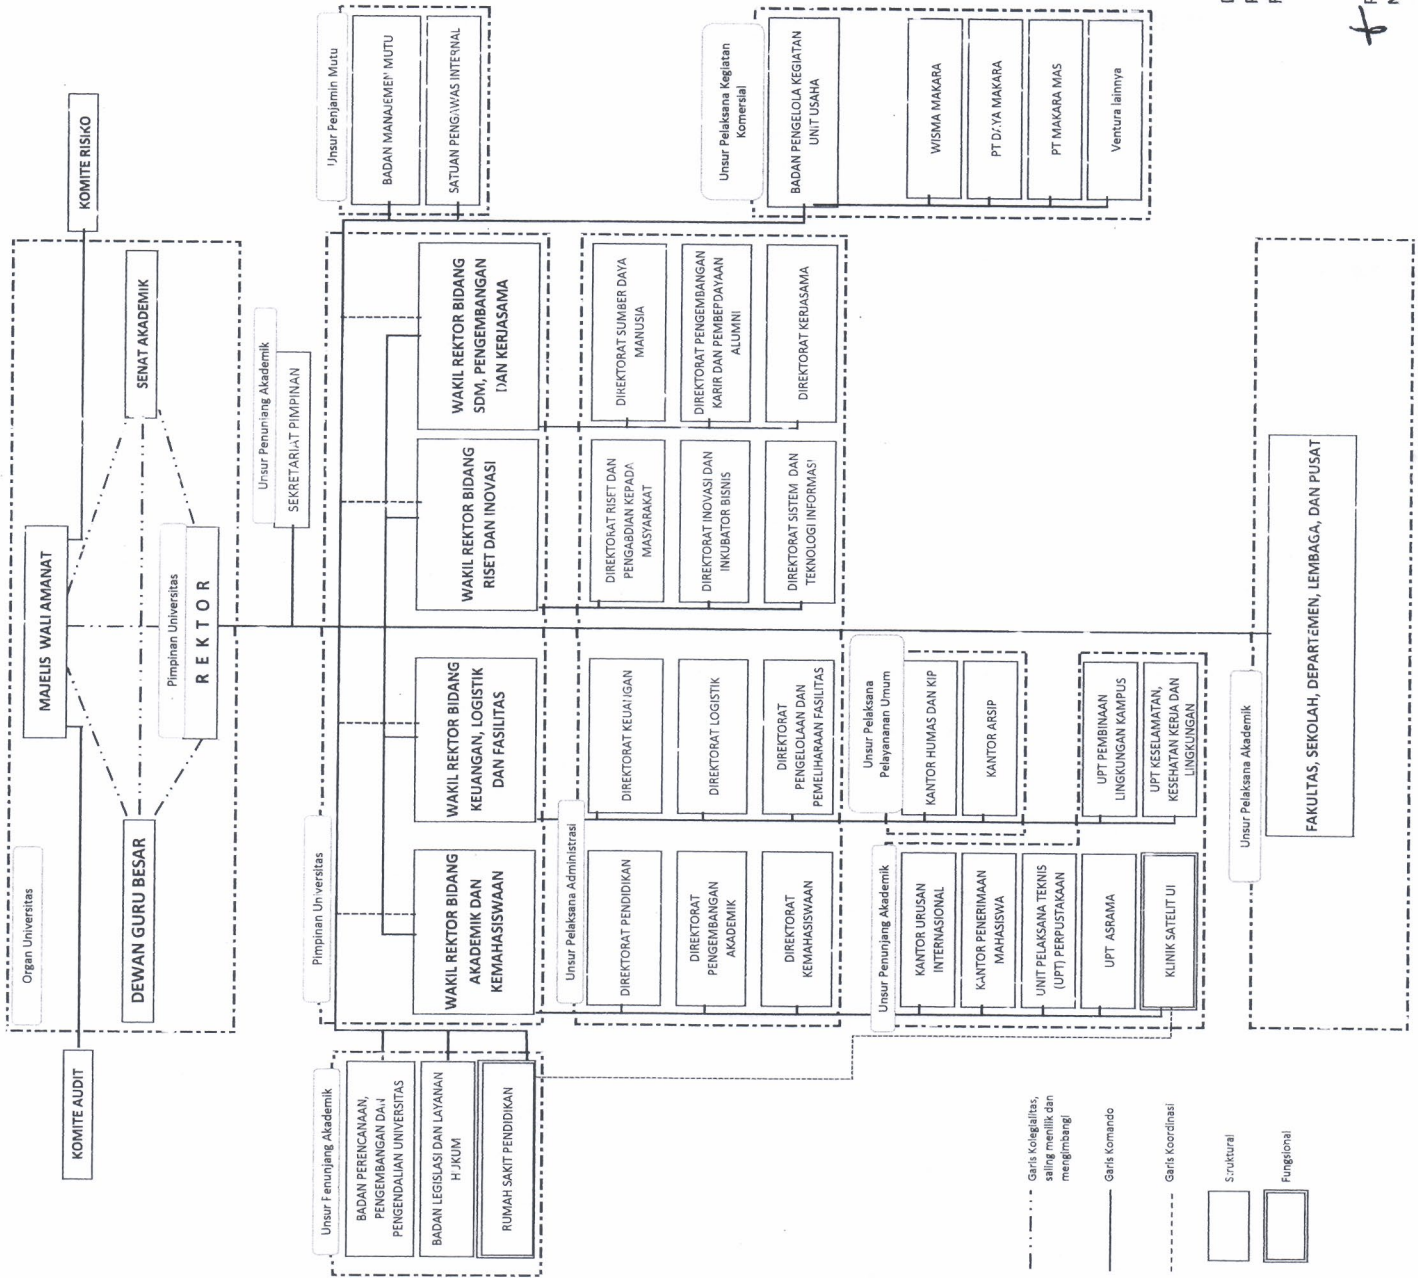 KOMITE AUDIT
Organ Universitas
MAJELIS WALI AMANAT
KOMITE RISIKO
DEWAN GURU BESAR
SENAT AKADEMIK
Pimpinan Universitas
REKTOR
Unsur Penunjang Akademik
SEKRETARIAT PIMPINAN
Unsur Penunjang Akademik
BADAN PERENCANAAN,
PENGEMBANGAN DAN
PENGENDALIAN UNIVERSITAS
BADAN LEGISLASI DAN LAYANAN
HUKUM
RUMAH SAKIT PENDIDIKAN
Pimpinan Universitas
WAKIL REKTOR BIDANG
AKADEMIK DAN
KEMAHASISWAAN
WAKIL REKTOR BIDANG
KEUANGAN, LOGISTIK
DAN FASILITAS
WAKIL REKTOR BIDANG
RISET DAN INOVASI
WAKIL REKTOR BIDANG
SDM, PENGEMBANGAN
DAN KERJASAMA
Unsur Penjamin Mutu
BADAN MANAJEMEN MUTU
SATUAN PENGAWAS INTERNAL
Unsur Pelaksana Administrasi
DIREKTORAT PENDIDIKAN
DIREKTORAT
PENGEMBANGAN
AKADEMIK
DIREKTORAT
KEMAHASISWAAN
DIREKTORAT KEUANGAN
DIREKTORAT LOGISTIK
DIREKTORAT
PENGELOLAAN DAN
PEMELIHARAAN FASILITAS
DIREKTORAT RISET DAN
PENGABDIAN KEPADA
MASYARAKAT
DIREKTORAT INOVASI DAN
INKUBATOR BISNIS
DIREKTORAT SISTEM DAN
TEKNOLOGI INFORMASI
DIREKTORAT SUMBER DAYA
MANUSIA
DIREKTORAT PENGEMBANGAN
KARIR DAN PEMBERDAYAAN
ALUMNI
DIREKTORAT KERJASAMA
Unsur Pelaksana Kegiatan
Komersial
BADAN PENGELOLA KEGIATAN
UNIT USAHA
WISMA MAKARA
PT DAYA MAKARA
PT MAKARA MAS
Ventura lainnya
Unsur Penunjang Akademik
KANTOR URUSAN
INTERNASIONAL
KANTOR PENERIMAAN
MAHASISWA
UNIT PELAKSANA TEKNIS
(UPT) PERPUSTAKAAN
UPT ASRAMA
KLINIK SATELIT UI
Unsur Pelaksana
Pelayananan Umum
KANTOR HUMAS DAN KIP
KANTOR ARSIP
UPT PEMBINAAN
LINGKUNGAN KAMPUS
UPT KESELAMATAN,
KESEHATAN KERJA DAN
LINGKUNGAN
Unsur Pelaksana Akademik
FAKULTAS, SEKOLAH, DEPARTEMEN, LEMBAGA, DAN PUSAT
Garis Kolegialitas,
saling menilik dan
mengimbangi
Garis Komando
Garis Koordinasi
Struktural
Fungsional